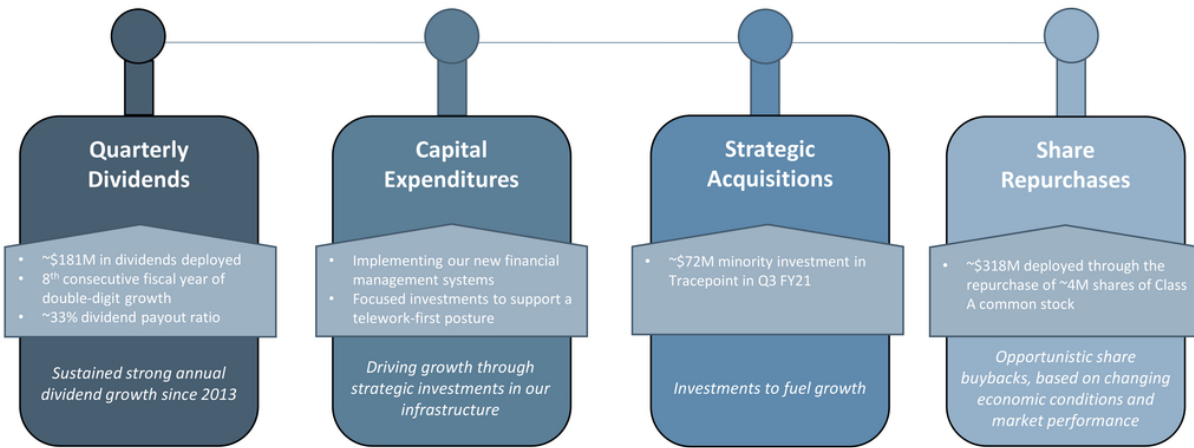 Quarterly
Dividends
• ~$181M in dividends deployed
• 8th consecutive fiscal year of
double-digit growth
• ~33% dividend payout ratio
Sustained strong annual
dividend growth since 2013
Capital
Expenditures
• Implementing our new financial
management systems
• Focused investments to support a
telework-first posture
Driving growth through
strategic investments in our
infrastructure
Strategic
Acquisitions
• ~$72M minority investment in
Tracepoint in Q3 FY21
Investments to fuel growth
Share
Repurchases
• ~$318M deployed through the
repurchase of ~4M shares of Class
A common stock
Opportunistic share
buybacks, based on changing
economic conditions and
market performance